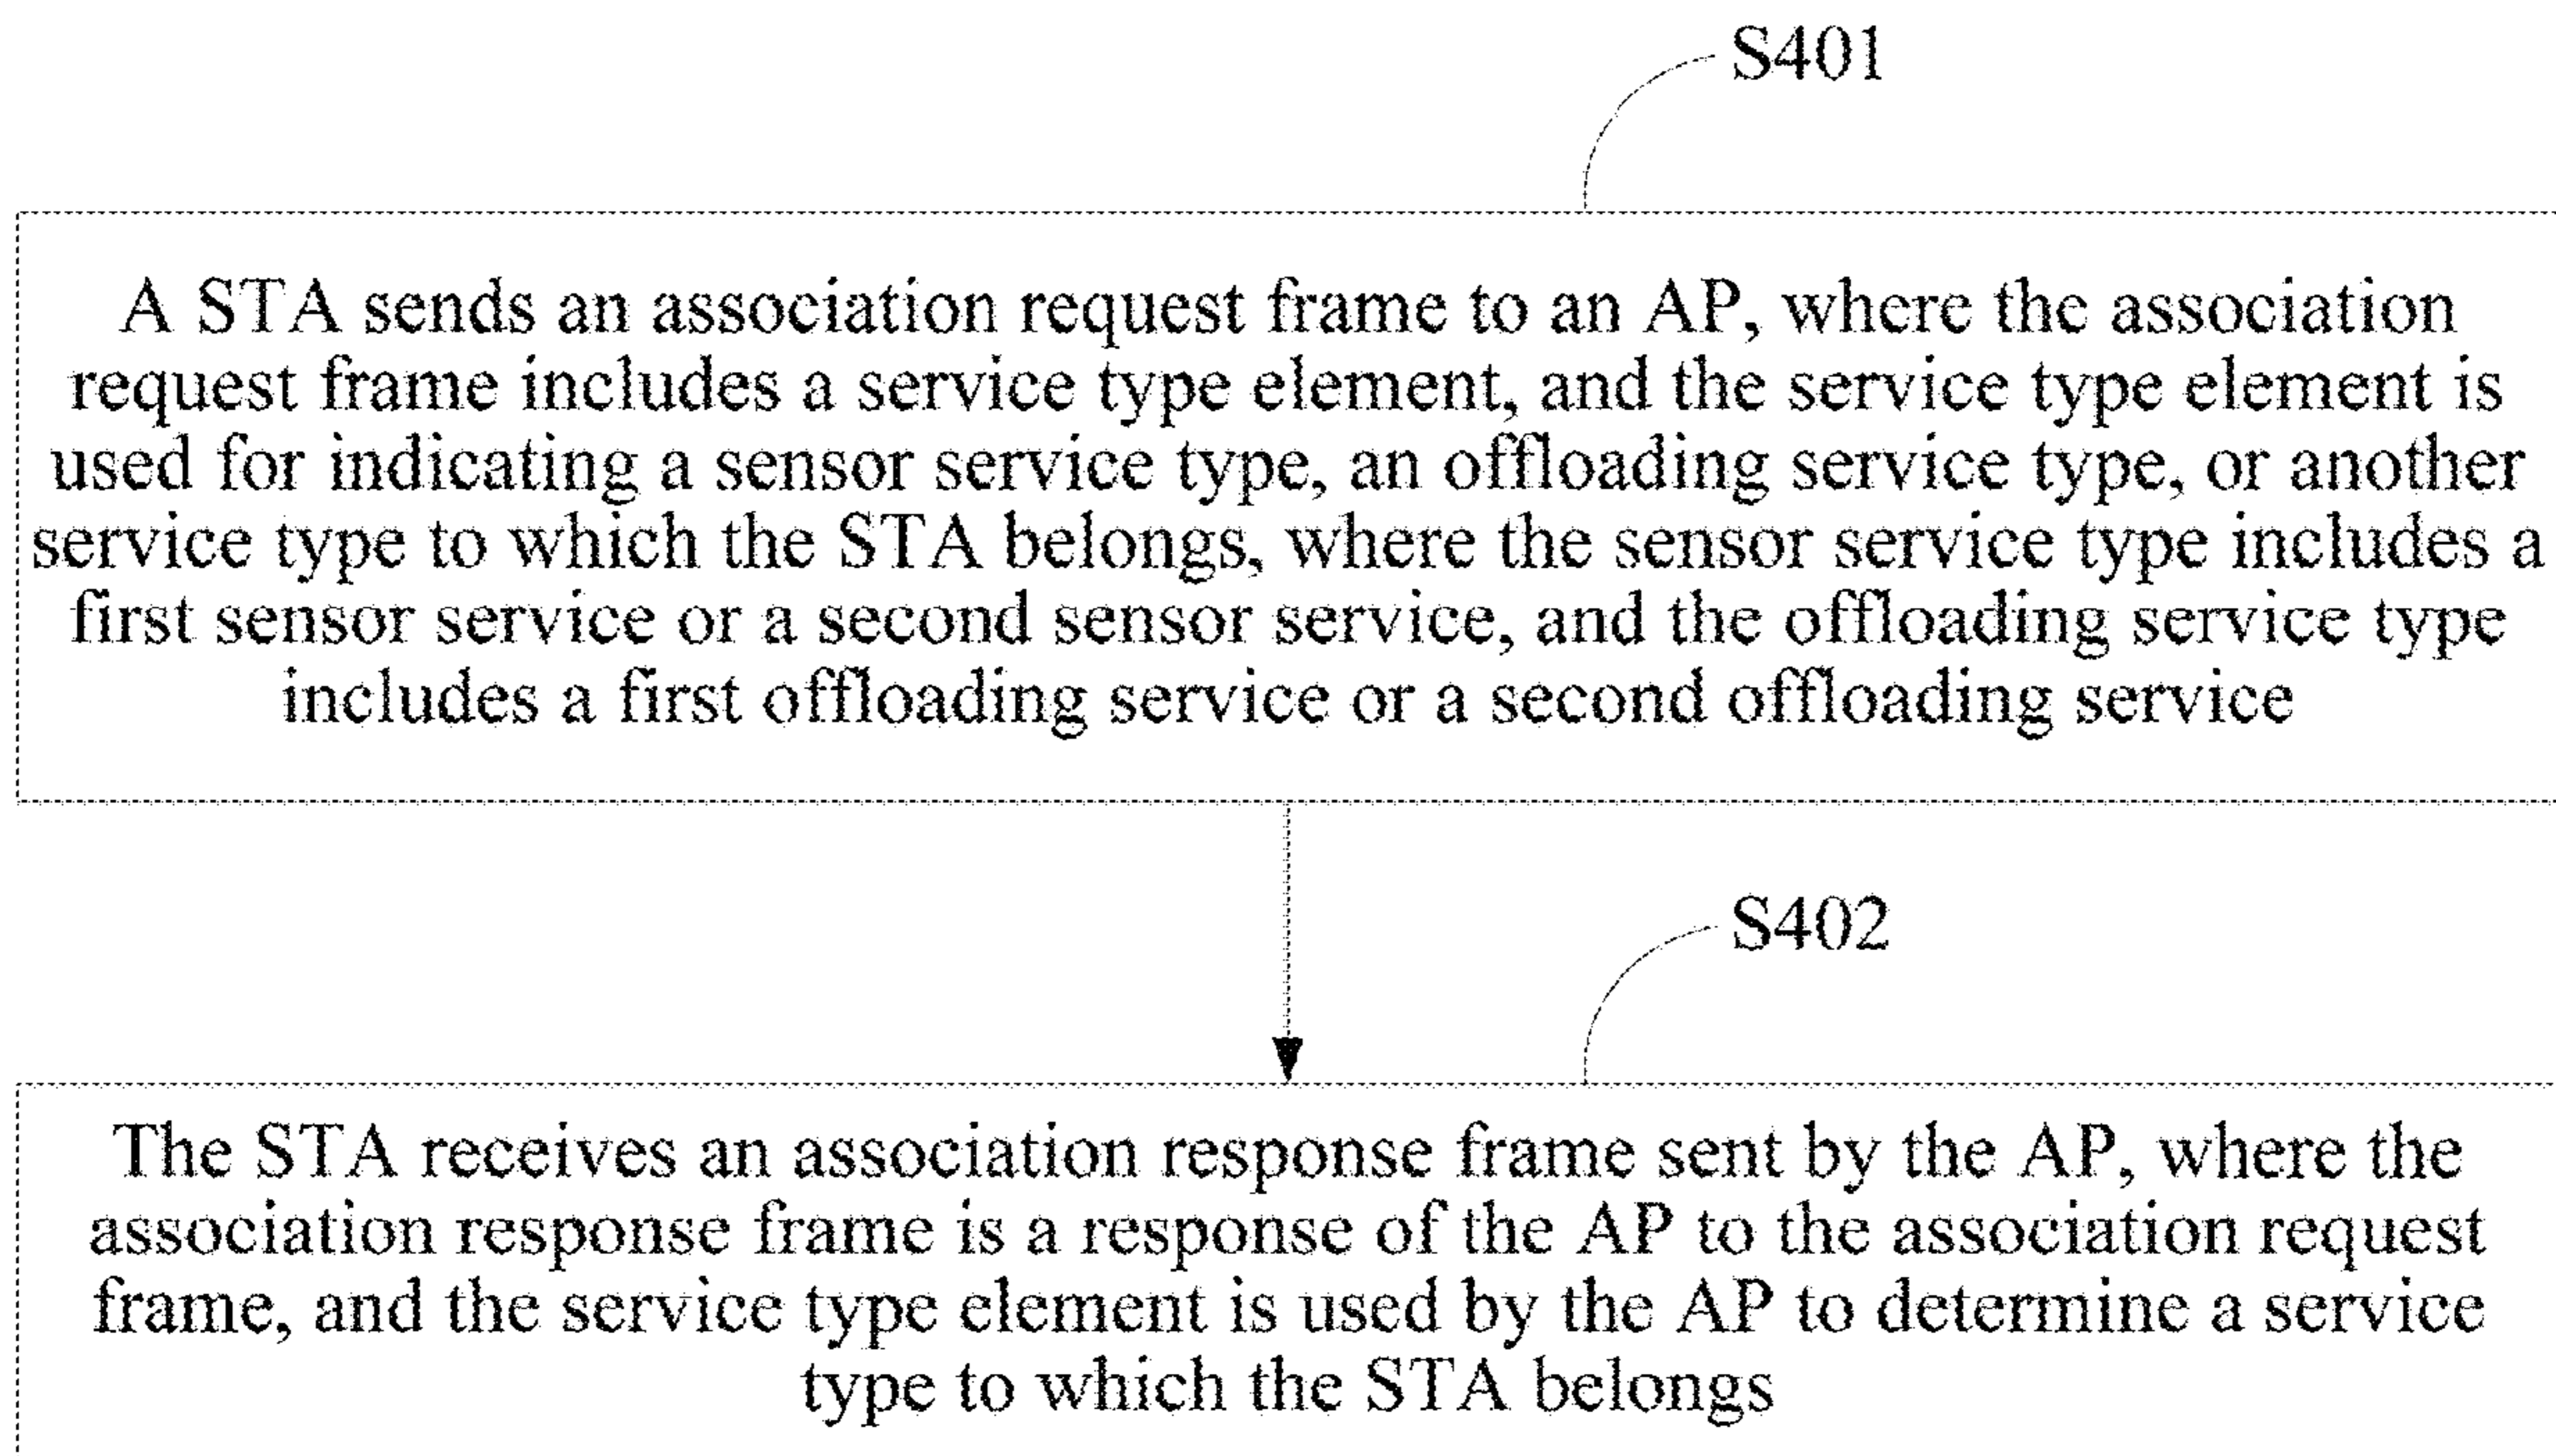 S401
A STA sends an association request frame to an AP, where the association
request frame includes a service type element, and the service type element is
used for indicating a sensor service type, an offloading service type, or another
service type to which the STA belongs, where the sensor service type includes a
first sensor service or a second sensor service, and the offloading service type
includes a first offloading service or a second offloading service
S402
The STA receives an association response frame sent by the AP, where the
association response frame is a response of the AP to the association request
frame, and the service type element is used by the AP to determine a service
type to which the STA belongs